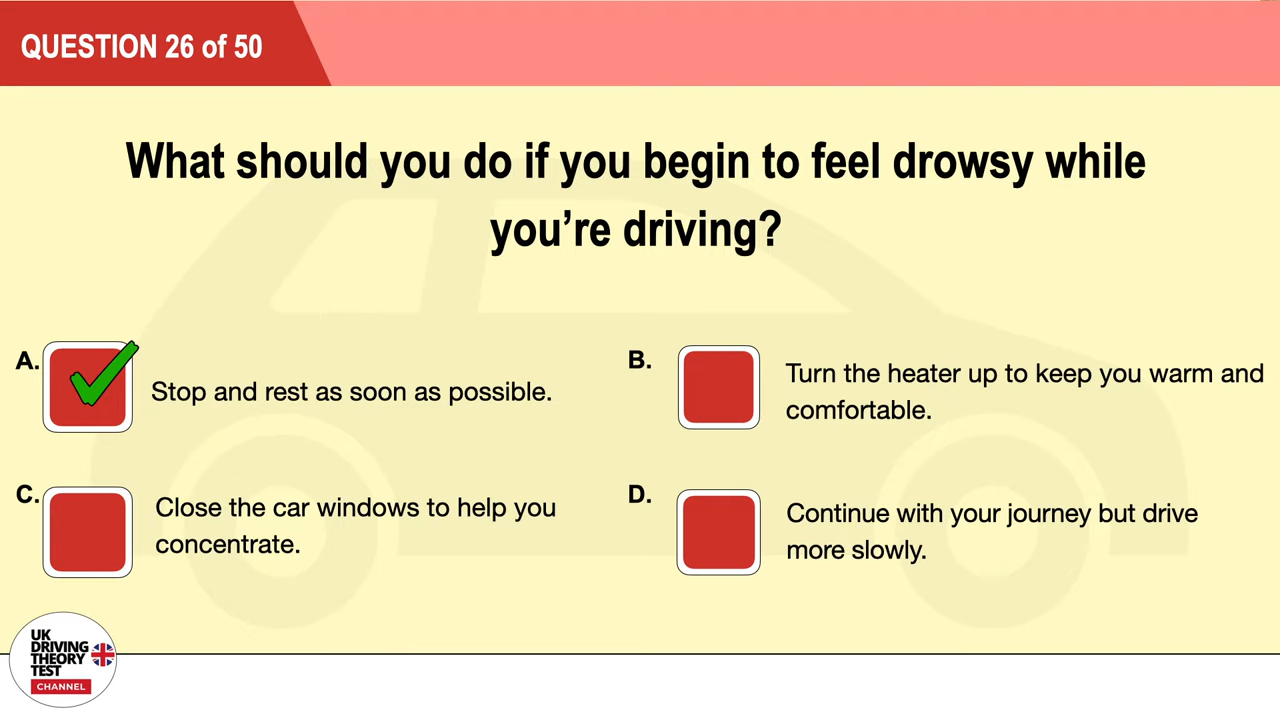 QUESTION 26 of 50
What should you do if you begin to feel drowsy while
you’re driving?
A.
Stop and rest as soon as possible.
B.
Turn the heater up to keep you warm and
comfortable.
C.
Close the car windows to help you
concentrate.
D.
Continue with your journey but drive
more slowly.
UK
DRIVING
THEORY
TEST
CHANNEL